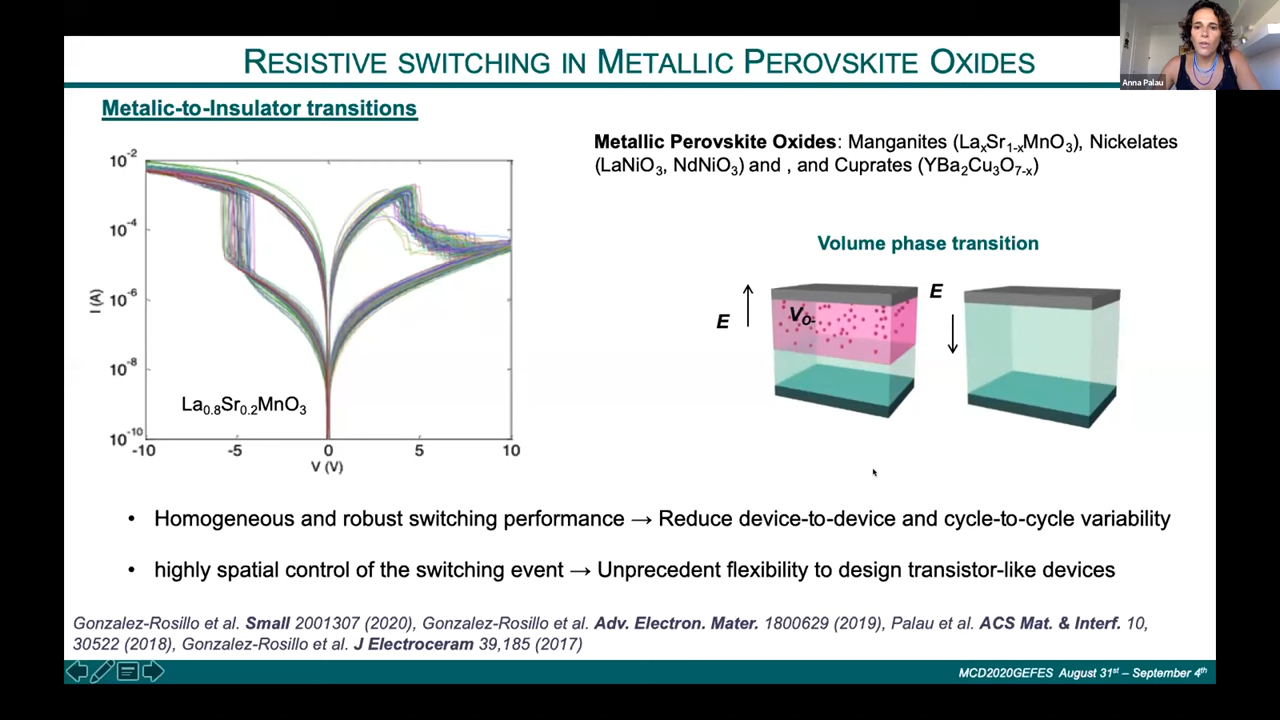 Anna Palau
RESISTIVE SWITCHING IN METALLIC PEROVSKITE OXIDES
Metalic-to-Insulator transitions
Metallic Perovskite Oxides: Manganites (LaₓSr₁₋ₓMnO₃), Nickelates
(LaNiO₃, NdNiO₃) and , and Cuprates (YBa₂Cu₃O₇₋ₓ)
10⁻²
10⁻⁴
10⁻⁶
10⁻⁸
10⁻¹⁰
I (A)
La₀.₈Sr₀.₂MnO₃
-10 -5 0 5 10
V (V)
Volume phase transition
E
V_O..
E
• Homogeneous and robust switching performance → Reduce device-to-device and cycle-to-cycle variability
• highly spatial control of the switching event → Unprecedent flexibility to design transistor-like devices
Gonzalez-Rosillo et al. Small 2001307 (2020), Gonzalez-Rosillo et al. Adv. Electron. Mater. 1800629 (2019), Palau et al. ACS Mat. & Interf. 10,
30522 (2018), Gonzalez-Rosillo et al. J Electroceram 39,185 (2017)
MCD2020GEFES August 31ˢᵗ – September 4ᵗʰ